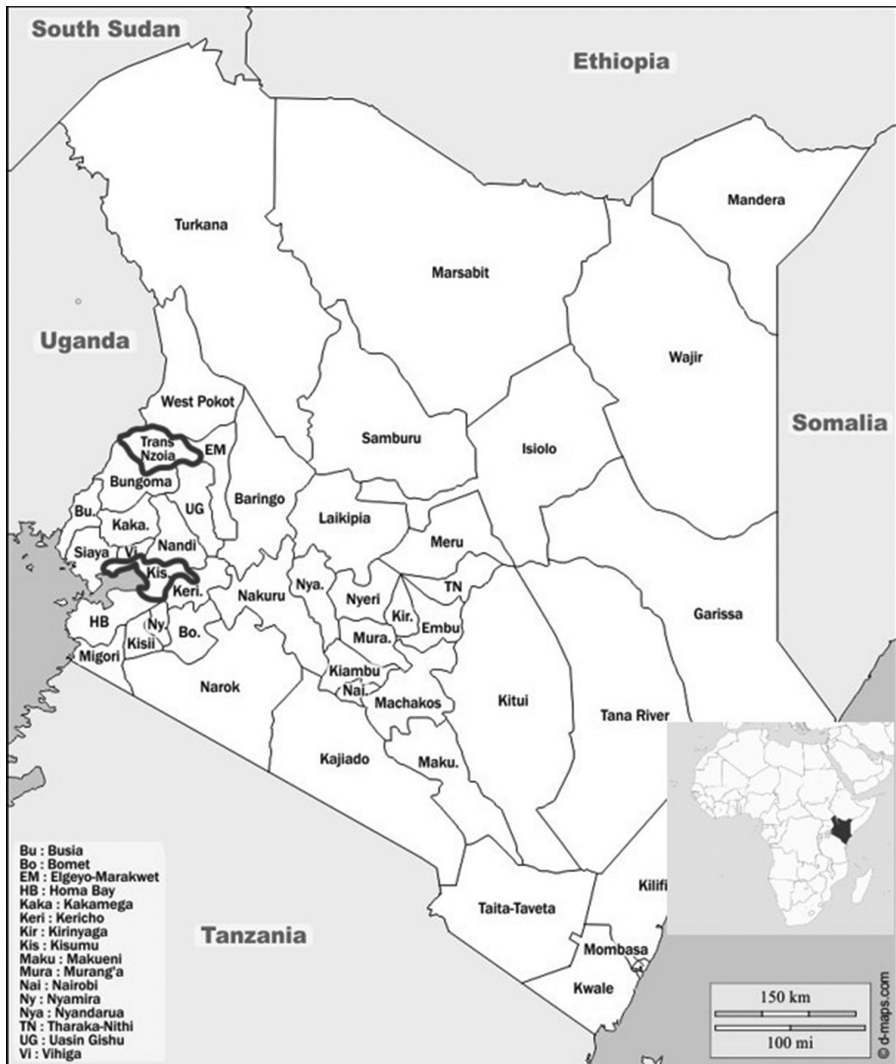 South Sudan
Ethiopia
Mandera
Turkana
Marsabit
Uganda
Wajir
West Pokot
Somalia
Samburu
Trans
Nzoia
EM
Isiolo
Bungoma
Baringo
Bu.
UG
Laikipia
Kaka.
Meru
Siaya
Vi.
Nandi
Kis.
Keri.
Nakuru
Nya.
Nyeri
TN
Kir.
Garissa
HB
Ny.
Bo.
Mura.
Embu
Kisii
Migori
Kiambu
Nai.
Narok
Machakos
Kitui
Tana River
Kajiado
Maku.
Bu : Busia
Bo : Bomet
EM : Elgeyo-Marakwet
HB : Homa Bay
Kaka : Kakamega
Keri : Kericho
Kir : Kirinyaga
Kis : Kisumu
Maku : Makueni
Mura : Murang'a
Nai : Nairobi
Ny : Nyamira
Nya : Nyandarua
TN : Tharaka-Nithi
UG : Uasin Gishu
Vi : Vihiga
Tanzania
Taita-Taveta
Kilifi
Mombasa
Kwale
150 km
100 mi
© d-maps.com